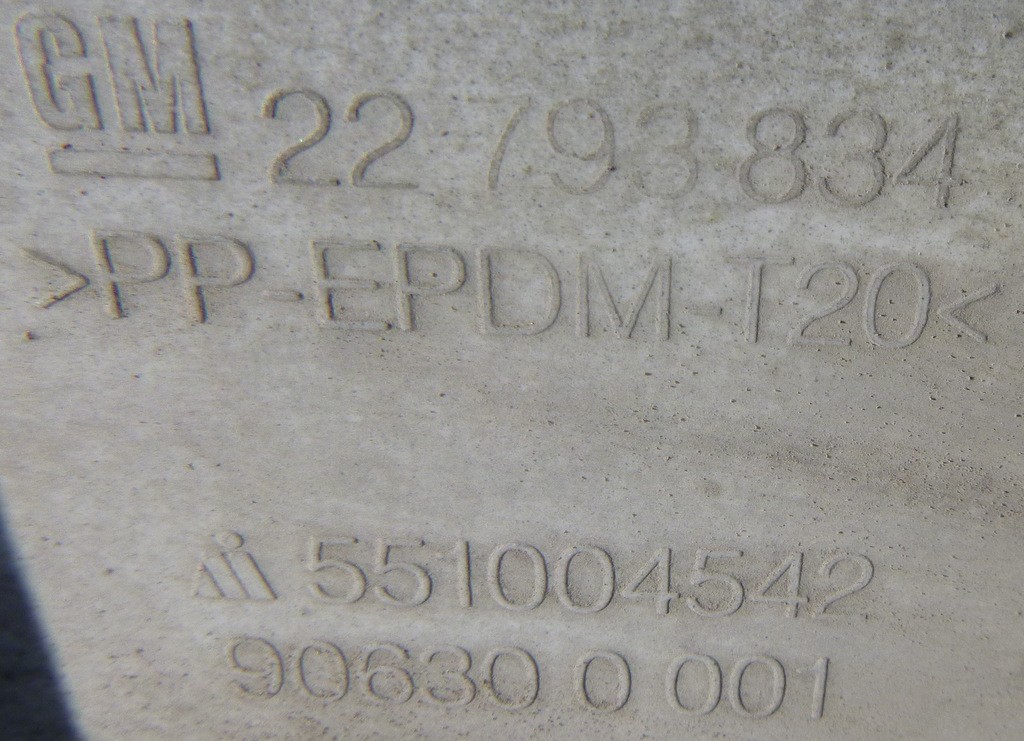 GM 22 793 834
>PP-EPDM-T20<
551004542
90630 0 001